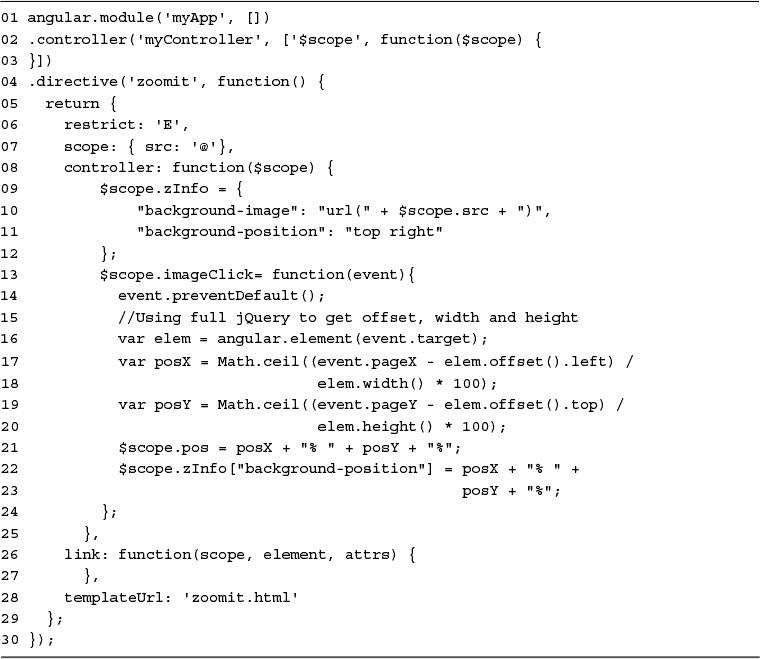 01 angular.module('myApp', [])
02 .controller('myController', ['$scope', function($scope) {
03 }])
04 .directive('zoomit', function() {
05   return {
06     restrict: 'E',
07     scope: { src: '@'},
08     controller: function($scope) {
09         $scope.zInfo = {
10             "background-image": "url(" + $scope.src + ")",
11             "background-position": "top right"
12         };
13         $scope.imageClick= function(event){
14           event.preventDefault();
15           //Using full jQuery to get offset, width and height
16           var elem = angular.element(event.target);
17           var posX = Math.ceil((event.pageX - elem.offset().left) /
18                                 elem.width() * 100);
19           var posY = Math.ceil((event.pageY - elem.offset().top) /
20                                 elem.height() * 100);
21           $scope.pos = posX + "% " + posY + "%";
22           $scope.zInfo["background-position"] = posX + "% " +
23                                                 posY + "%";
24         };
25       },
26     link: function(scope, element, attrs) {
27       },
28     templateUrl: 'zoomit.html'
29   };
30 });